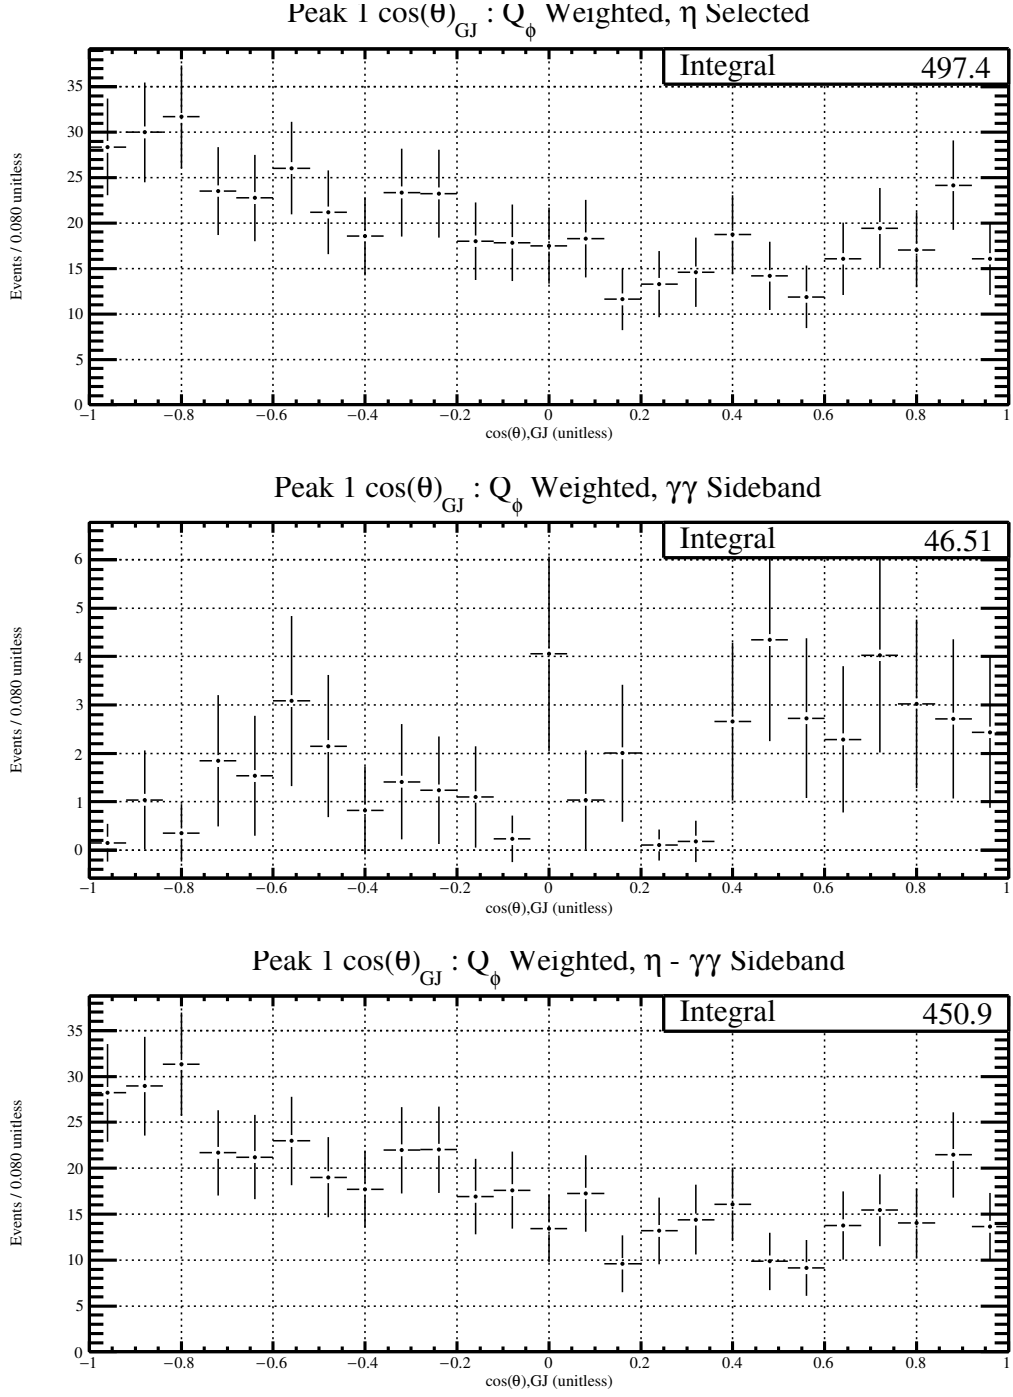 Peak 1 cos(θ)GJ : Qϕ Weighted, η Selected
Integral 497.4
35
30
25
20
15
10
5
0
Events / 0.080 unitless
−1 −0.8 −0.6 −0.4 −0.2 0 0.2 0.4 0.6 0.8 1
cos(θ),GJ (unitless)
Peak 1 cos(θ)GJ : Qϕ Weighted, γγ Sideband
Integral 46.51
6
5
4
3
2
1
0
Events / 0.080 unitless
−1 −0.8 −0.6 −0.4 −0.2 0 0.2 0.4 0.6 0.8 1
cos(θ),GJ (unitless)
Peak 1 cos(θ)GJ : Qϕ Weighted, η - γγ Sideband
Integral 450.9
35
30
25
20
15
10
5
0
Events / 0.080 unitless
−1 −0.8 −0.6 −0.4 −0.2 0 0.2 0.4 0.6 0.8 1
cos(θ),GJ (unitless)